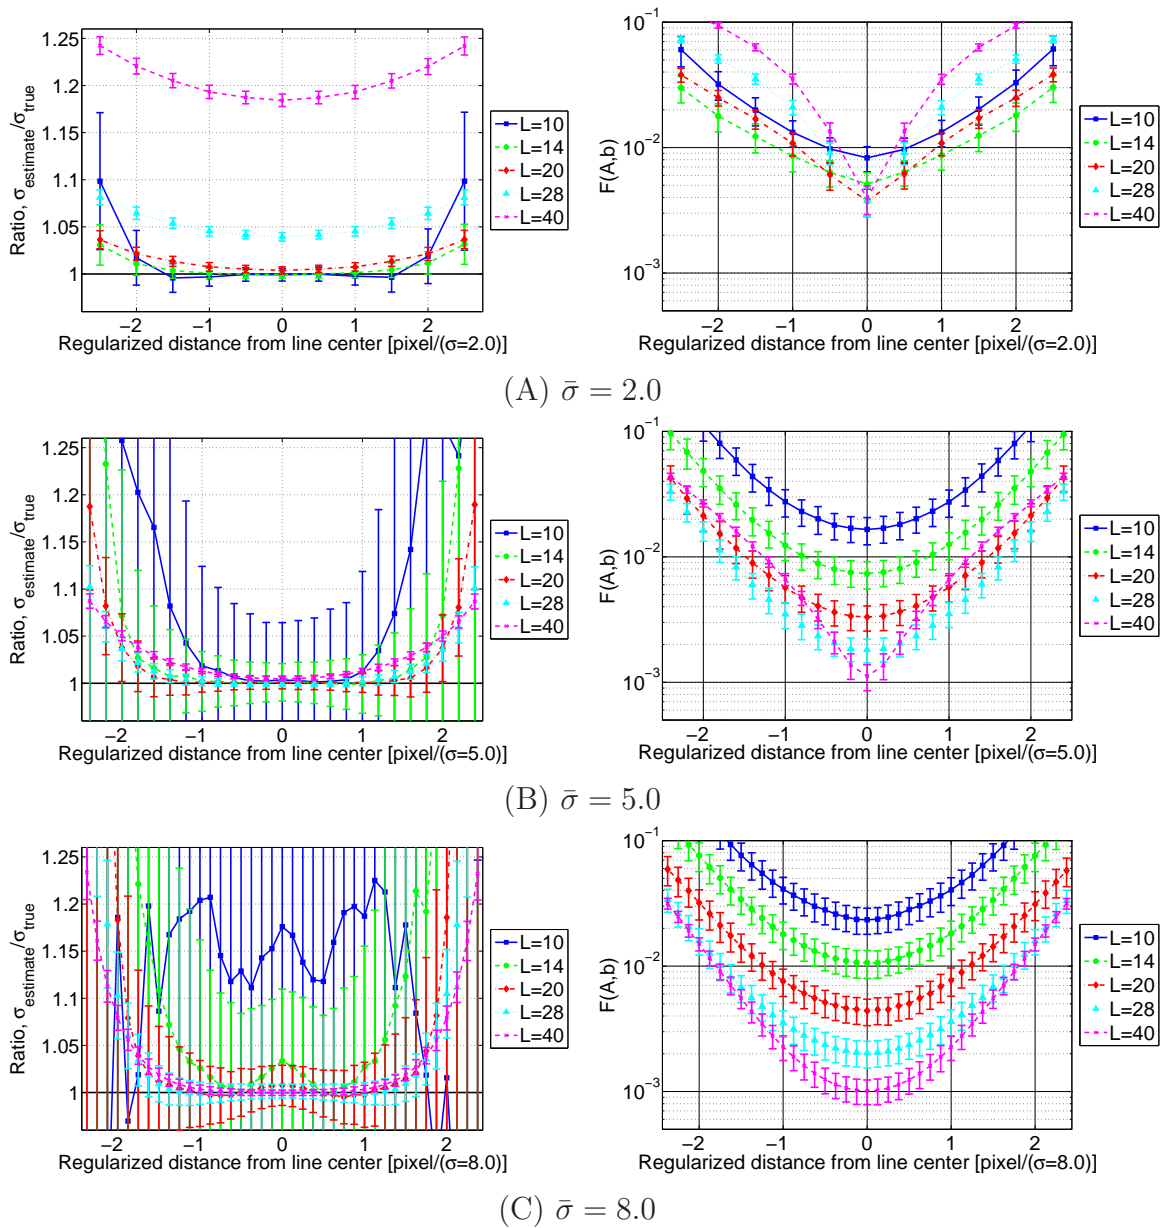 1.25
1.2
1.15
1.1
1.05
1
Ratio, σestimate/σtrue
−2 −1 0 1 2
Regularized distance from line center [pixel/(σ=2.0)]
L=10
L=14
L=20
L=28
L=40
10−1
10−2
10−3
F(A,b)
−2 −1 0 1 2
Regularized distance from line center [pixel/(σ=2.0)]
L=10
L=14
L=20
L=28
L=40
(A) σ̄ = 2.0
1.25
1.2
1.15
1.1
1.05
1
Ratio, σestimate/σtrue
−2 −1 0 1 2
Regularized distance from line center [pixel/(σ=5.0)]
L=10
L=14
L=20
L=28
L=40
10−1
10−2
10−3
F(A,b)
−2 −1 0 1 2
Regularized distance from line center [pixel/(σ=5.0)]
L=10
L=14
L=20
L=28
L=40
(B) σ̄ = 5.0
1.25
1.2
1.15
1.1
1.05
1
Ratio, σestimate/σtrue
−2 −1 0 1 2
Regularized distance from line center [pixel/(σ=8.0)]
L=10
L=14
L=20
L=28
L=40
10−1
10−2
10−3
F(A,b)
−2 −1 0 1 2
Regularized distance from line center [pixel/(σ=8.0)]
L=10
L=14
L=20
L=28
L=40
(C) σ̄ = 8.0